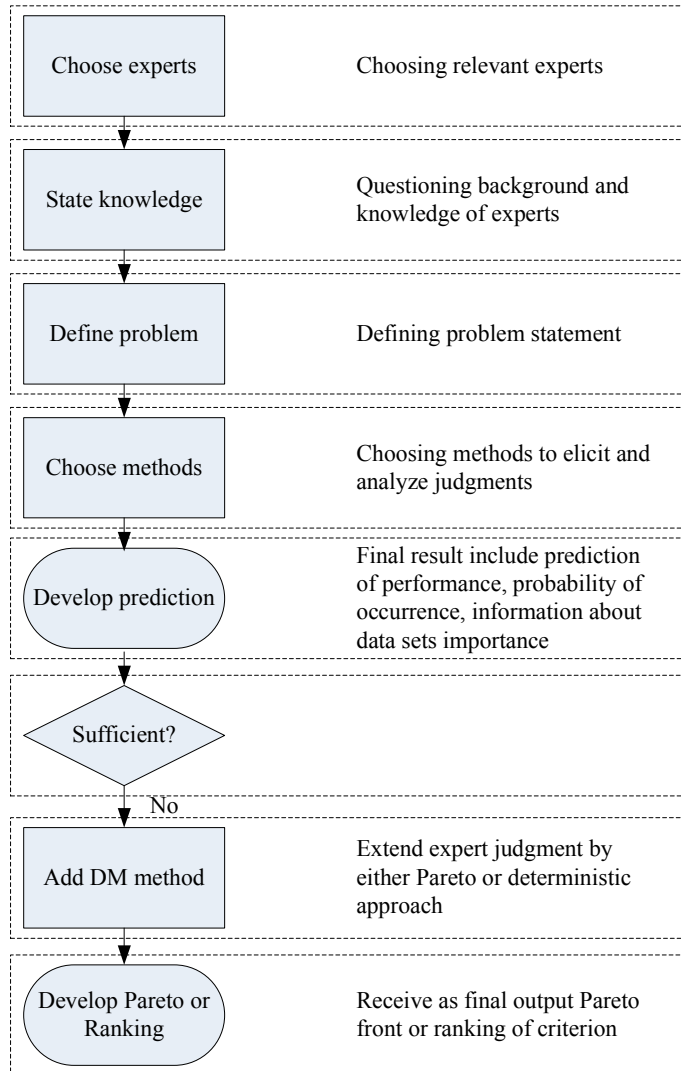 Choose experts
Choosing relevant experts
State knowledge
Questioning background and
knowledge of experts
Define problem
Defining problem statement
Choose methods
Choosing methods to elicit and
analyze judgments
Develop prediction
Final result include prediction
of performance, probability of
occurrence, information about
data sets importance
Sufficient?
No
Add DM method
Extend expert judgment by
either Pareto or deterministic
approach
Develop Pareto or
Ranking
Receive as final output Pareto
front or ranking of criterion